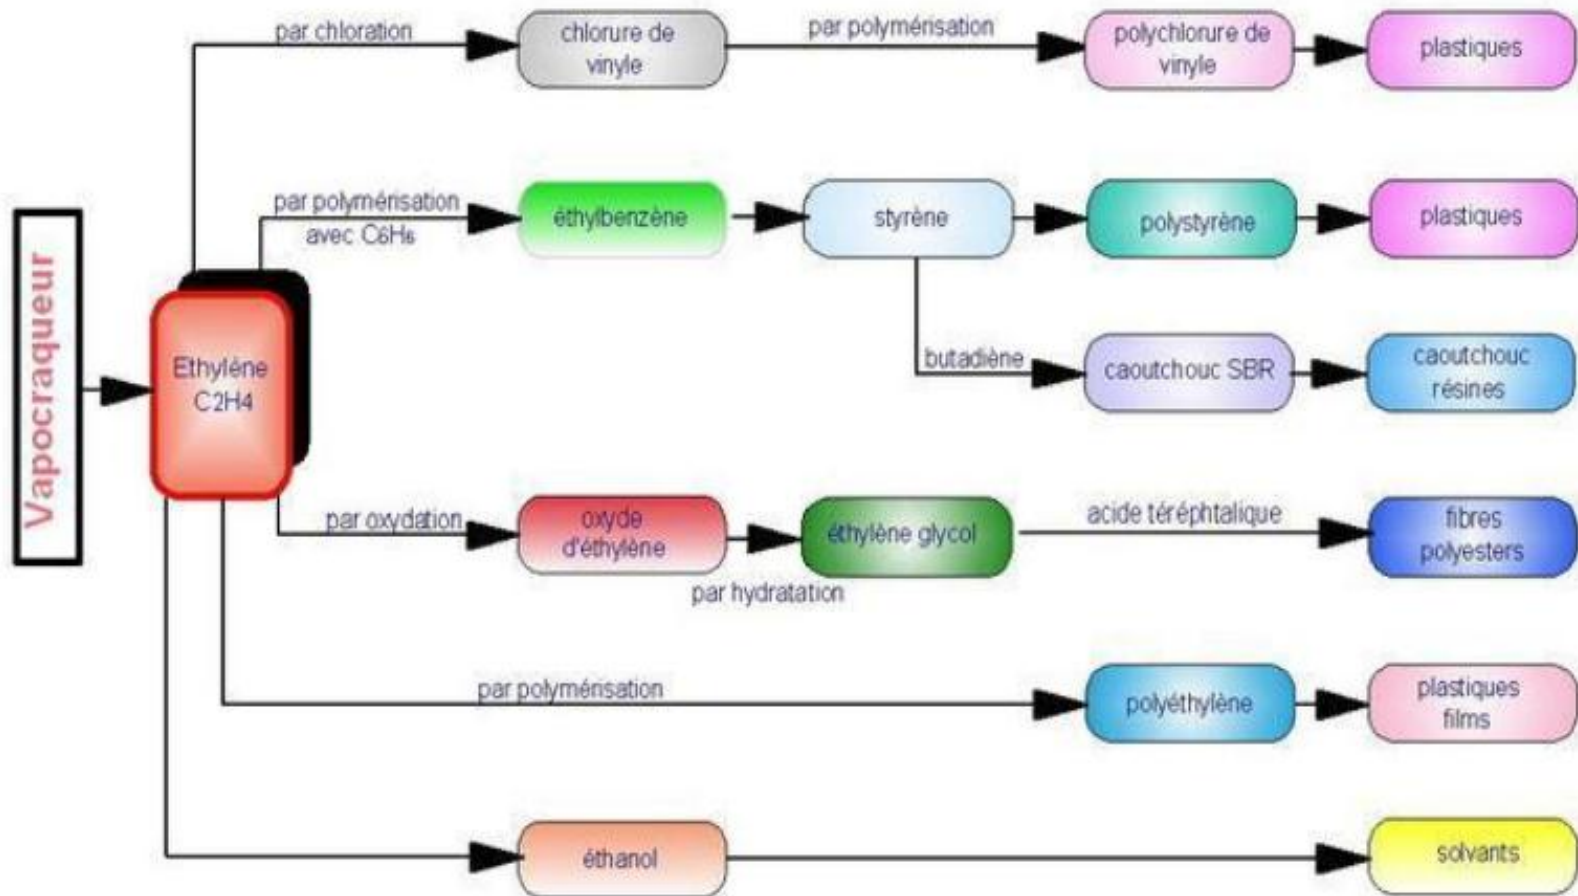 par chloration
chlorure de
vinyle
par polymérisation
polychlorure de
vinyle
plastiques
par polymérisation
avec C6H6
éthylbenzène
styrène
polystyrène
plastiques
Vapocraqueur
Ethylène
C2H4
butadiène
caoutchouc SBR
caoutchouc
résines
par oxydation
oxyde
d'éthylène
par hydratation
éthylène glycol
acide téréphtalique
fibres
polyesters
par polymérisation
polyéthylène
plastiques
films
éthanol
solvants